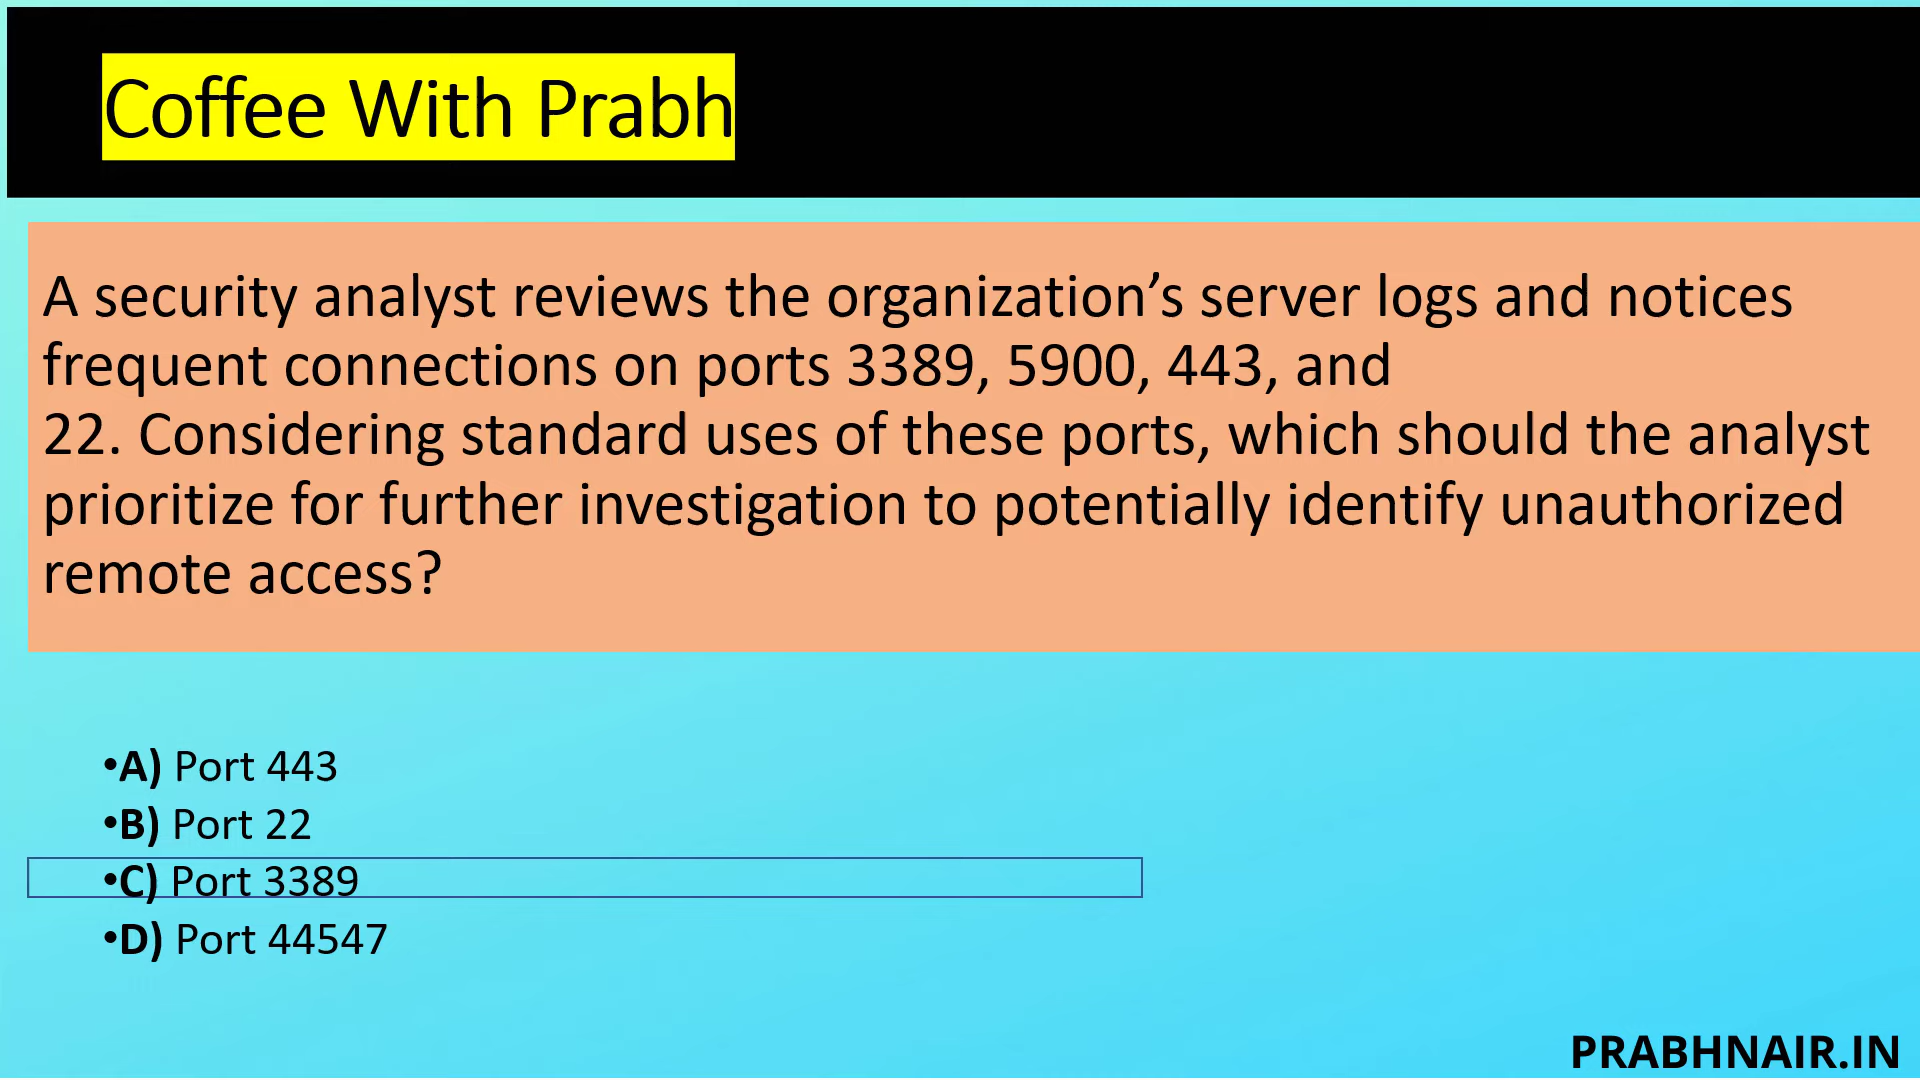 Coffee With Prabh
A security analyst reviews the organization’s server logs and notices
frequent connections on ports 3389, 5900, 443, and
22. Considering standard uses of these ports, which should the analyst
prioritize for further investigation to potentially identify unauthorized
remote access?
•A) Port 443
•B) Port 22
•C) Port 3389
•D) Port 44547
PRABHNAIR.IN